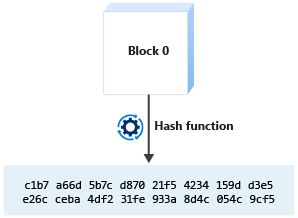 Block 0
Hash function
c1b7 a66d 5b7c d870 21f5 4234 159d d3e5
e26c ceba 4df2 31fe 933a 8d4c 054c 9cf5